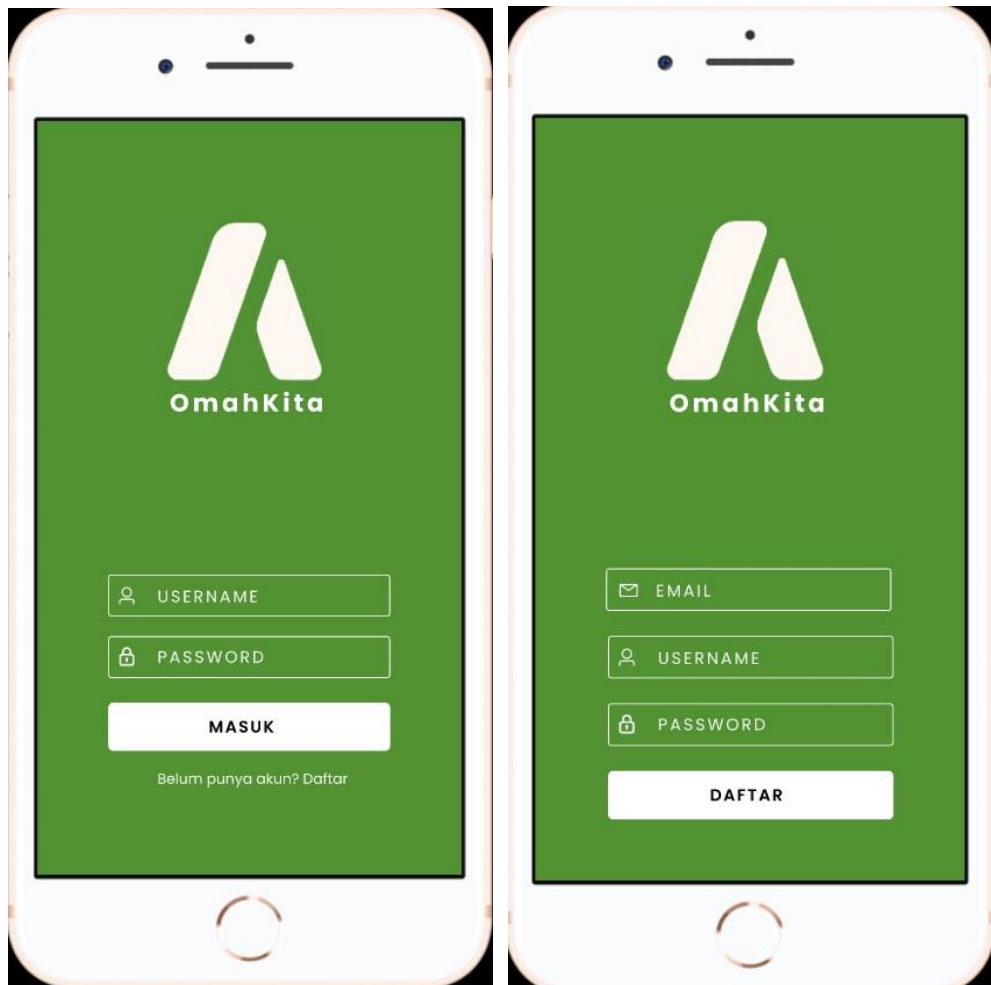 OmahKita
USERNAME
PASSWORD
MASUK
Belum punya akun? Daftar
OmahKita
EMAIL
USERNAME
PASSWORD
DAFTAR